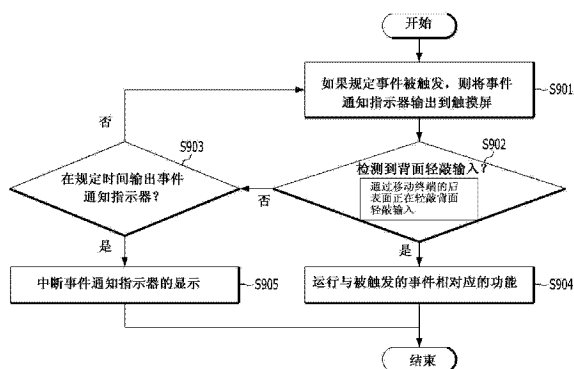 开始
如果规定事件被触发，则将事件
通知指示器输出到触摸屏
S901
否
S903
在规定时间输出事件
通知指示器？
S902
检测到背面轻敲输入？
通过移动终端的后
表面正在轻敲背面
轻敲输入
否
是
是
中断事件通知指示器的显示
S905
运行与被触发的事件相对应的功能
S904
结束